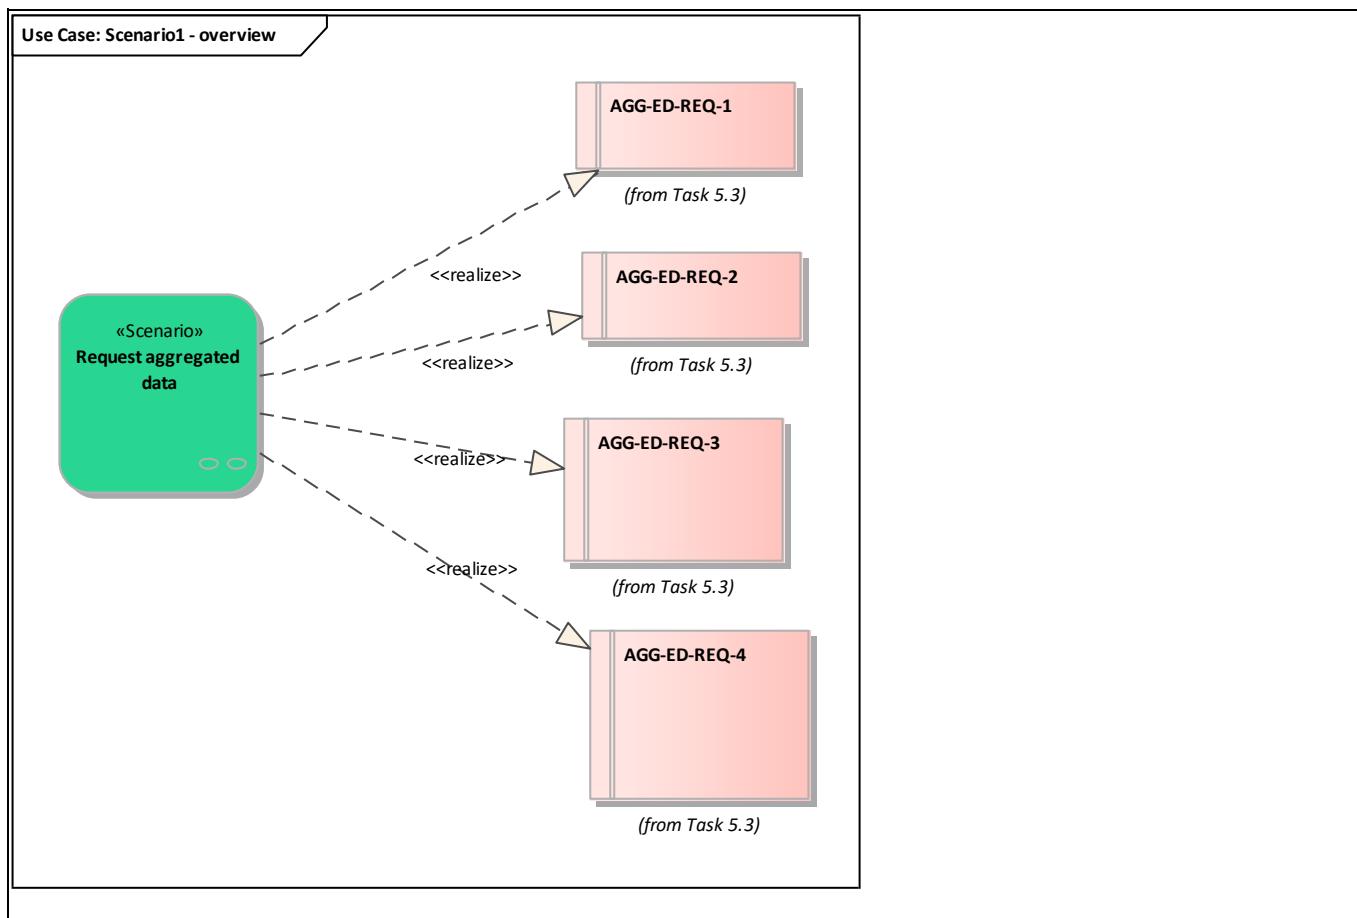 Use Case: Scenario1 - overview
AGG-ED-REQ-1
(from Task 5.3)
<<realize>>
AGG-ED-REQ-2
«Scenario»
Request aggregated
data
<<realize>>
(from Task 5.3)
AGG-ED-REQ-3
<<realize>>
<<realize>>
(from Task 5.3)
AGG-ED-REQ-4
(from Task 5.3)